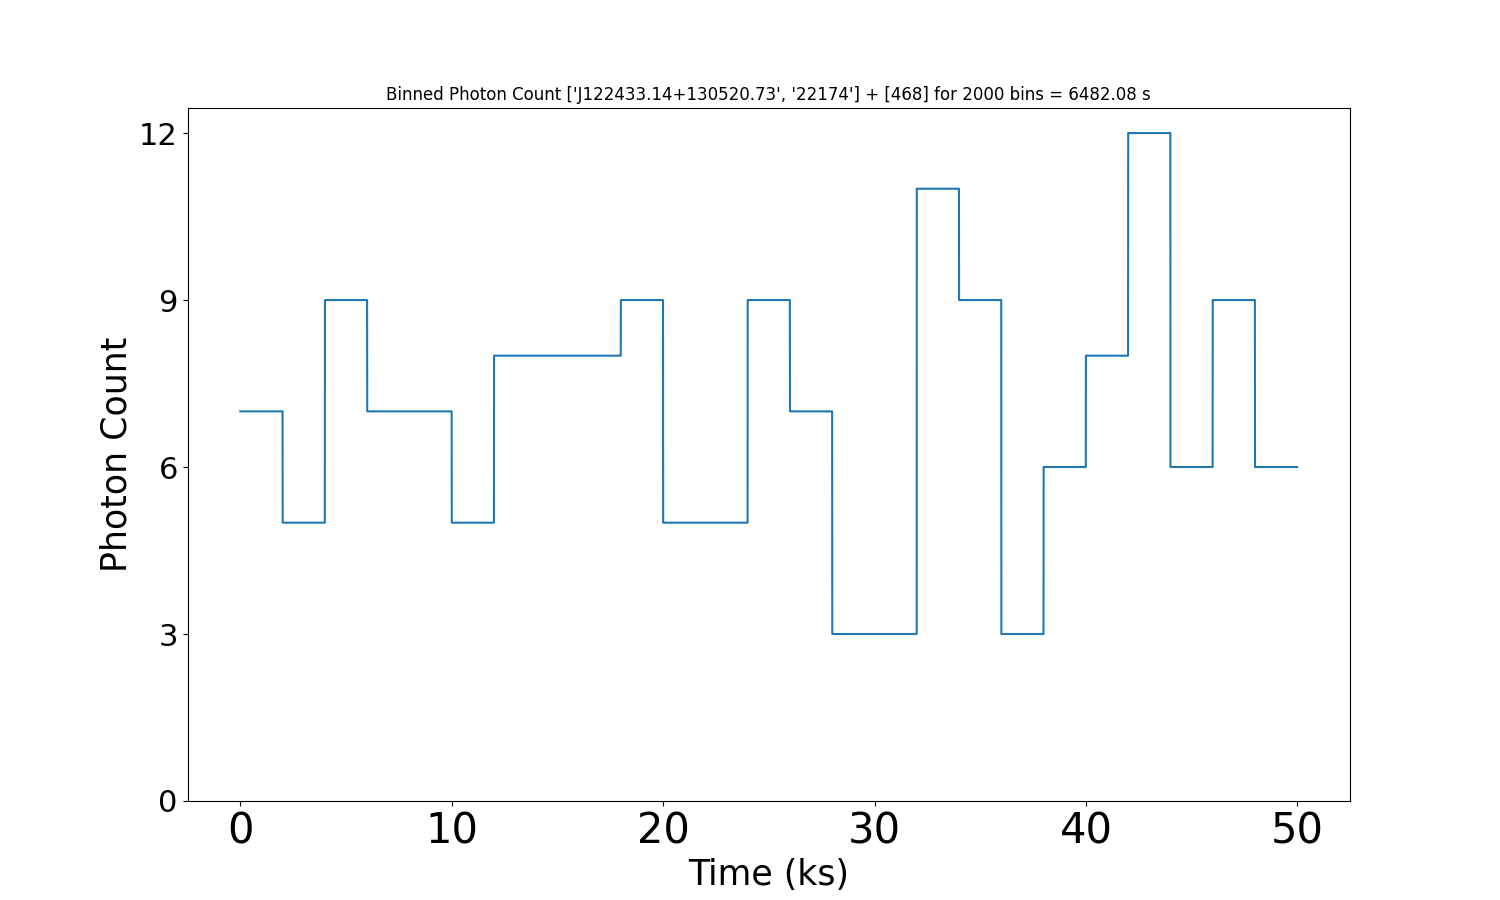 Binned Photon Count ['J122433.14+130520.73', '22174'] + [468] for 2000 bins = 6482.08 s
12
9
6
3
0
Photon Count
0 10 20 30 40 50
Time (ks)